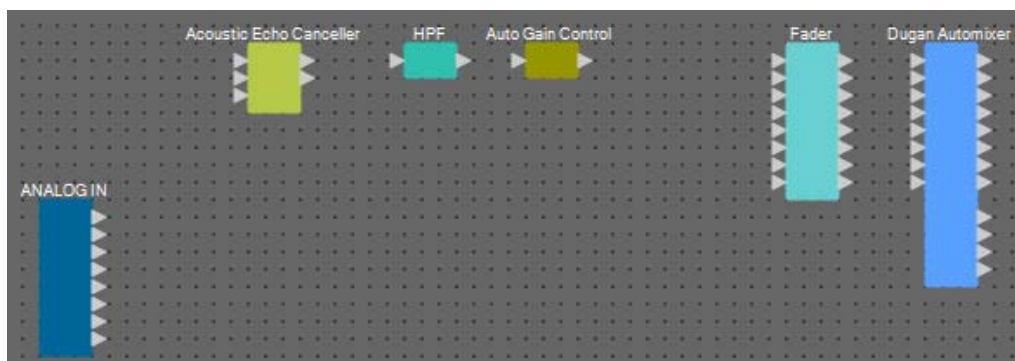 Acoustic Echo Canceller
HPF
Auto Gain Control
Fader
Dugan Automixer
ANALOG IN